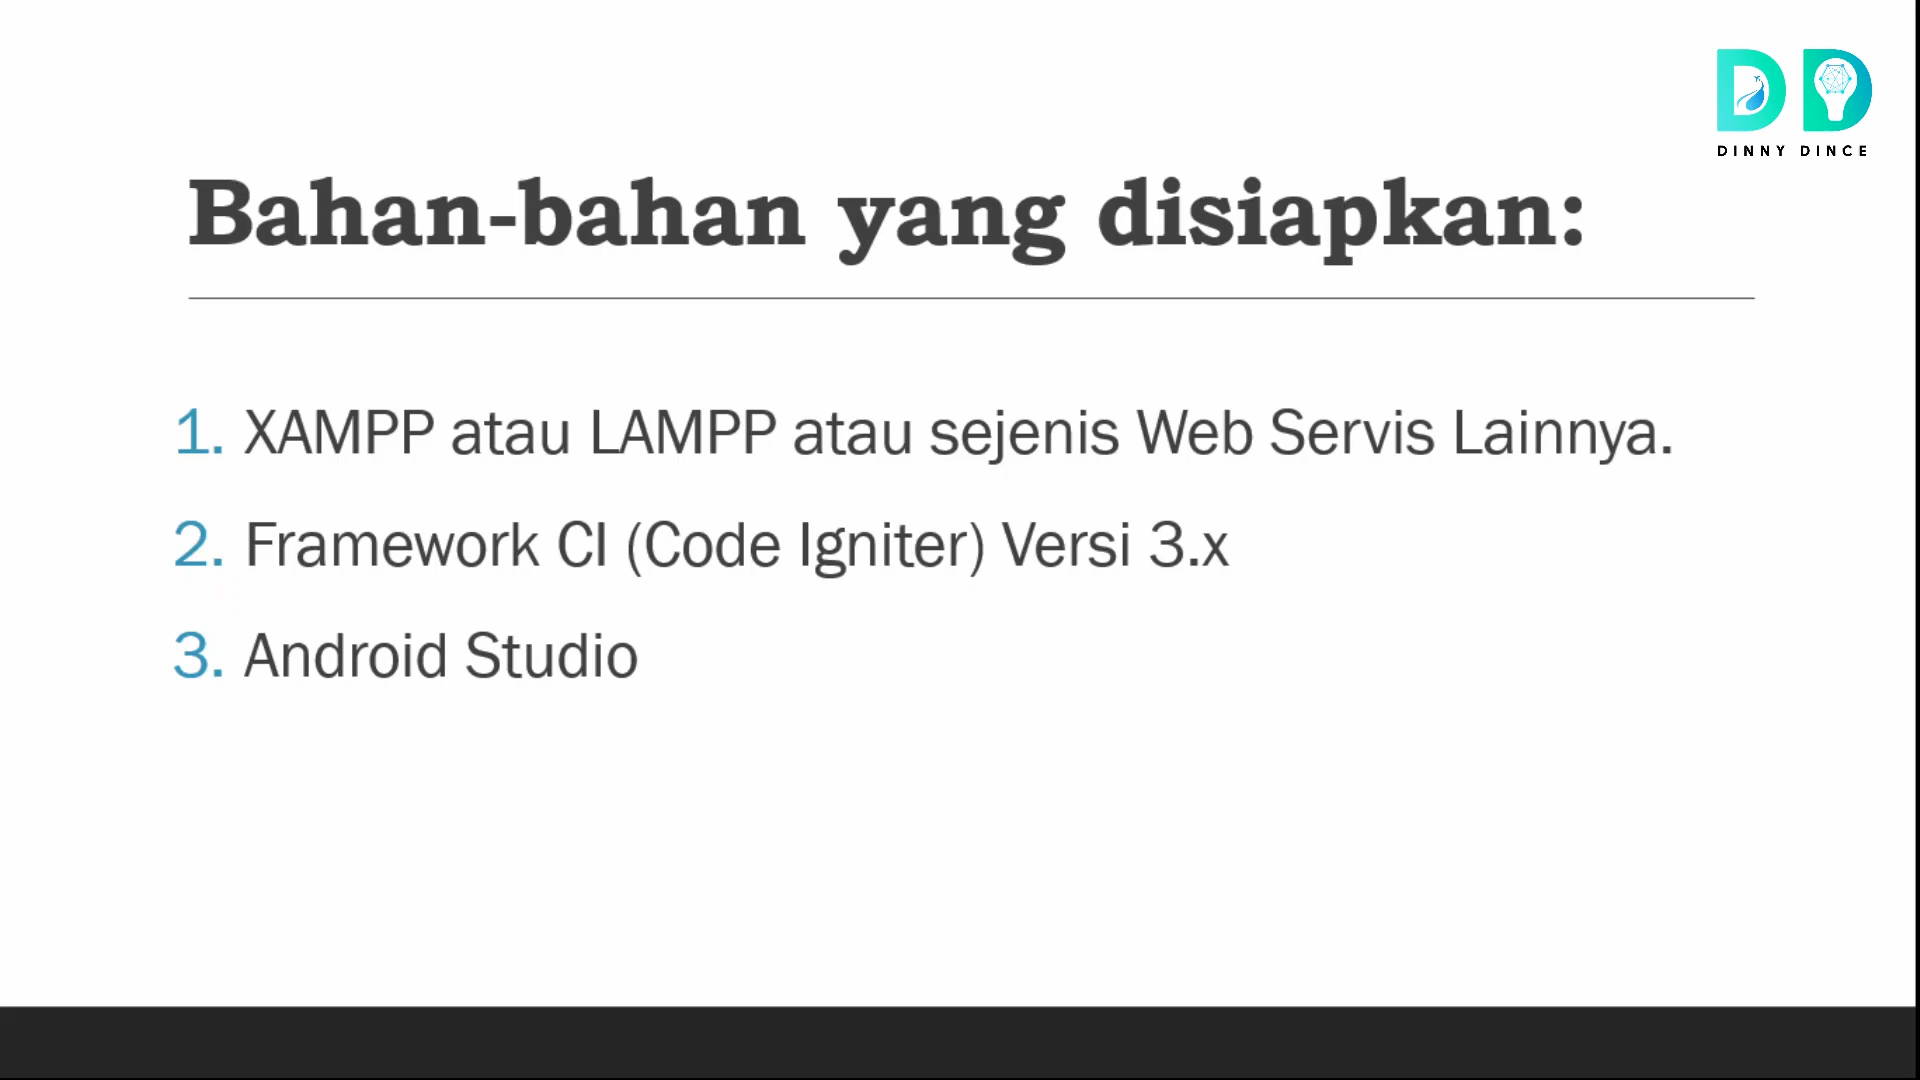 DINNY DINCE
Bahan-bahan yang disiapkan:
1. XAMPP atau LAMPP atau sejenis Web Servis Lainnya.
2. Framework CI (Code Igniter) Versi 3.x
3. Android Studio